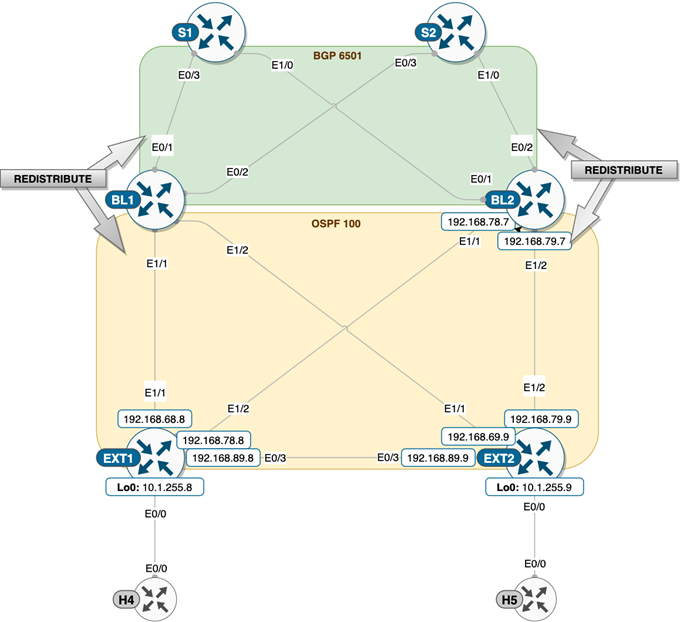 S1
S2
BGP 6501
E0/3
E1/0
E0/3
E1/0
E0/1
E0/2
REDISTRIBUTE
REDISTRIBUTE
E0/2
E0/1
BL1
BL2
OSPF 100
192.168.78.7
192.168.79.7
E1/1
E1/2
E1/1
E1/2
E1/1
E1/2
E1/1
E1/2
192.168.68.8
192.168.79.9
192.168.78.8
192.168.69.9
EXT1
192.168.89.8
E0/3
E0/3
192.168.89.9
EXT2
Lo0: 10.1.255.8
Lo0: 10.1.255.9
E0/0
E0/0
E0/0
E0/0
H4
H5